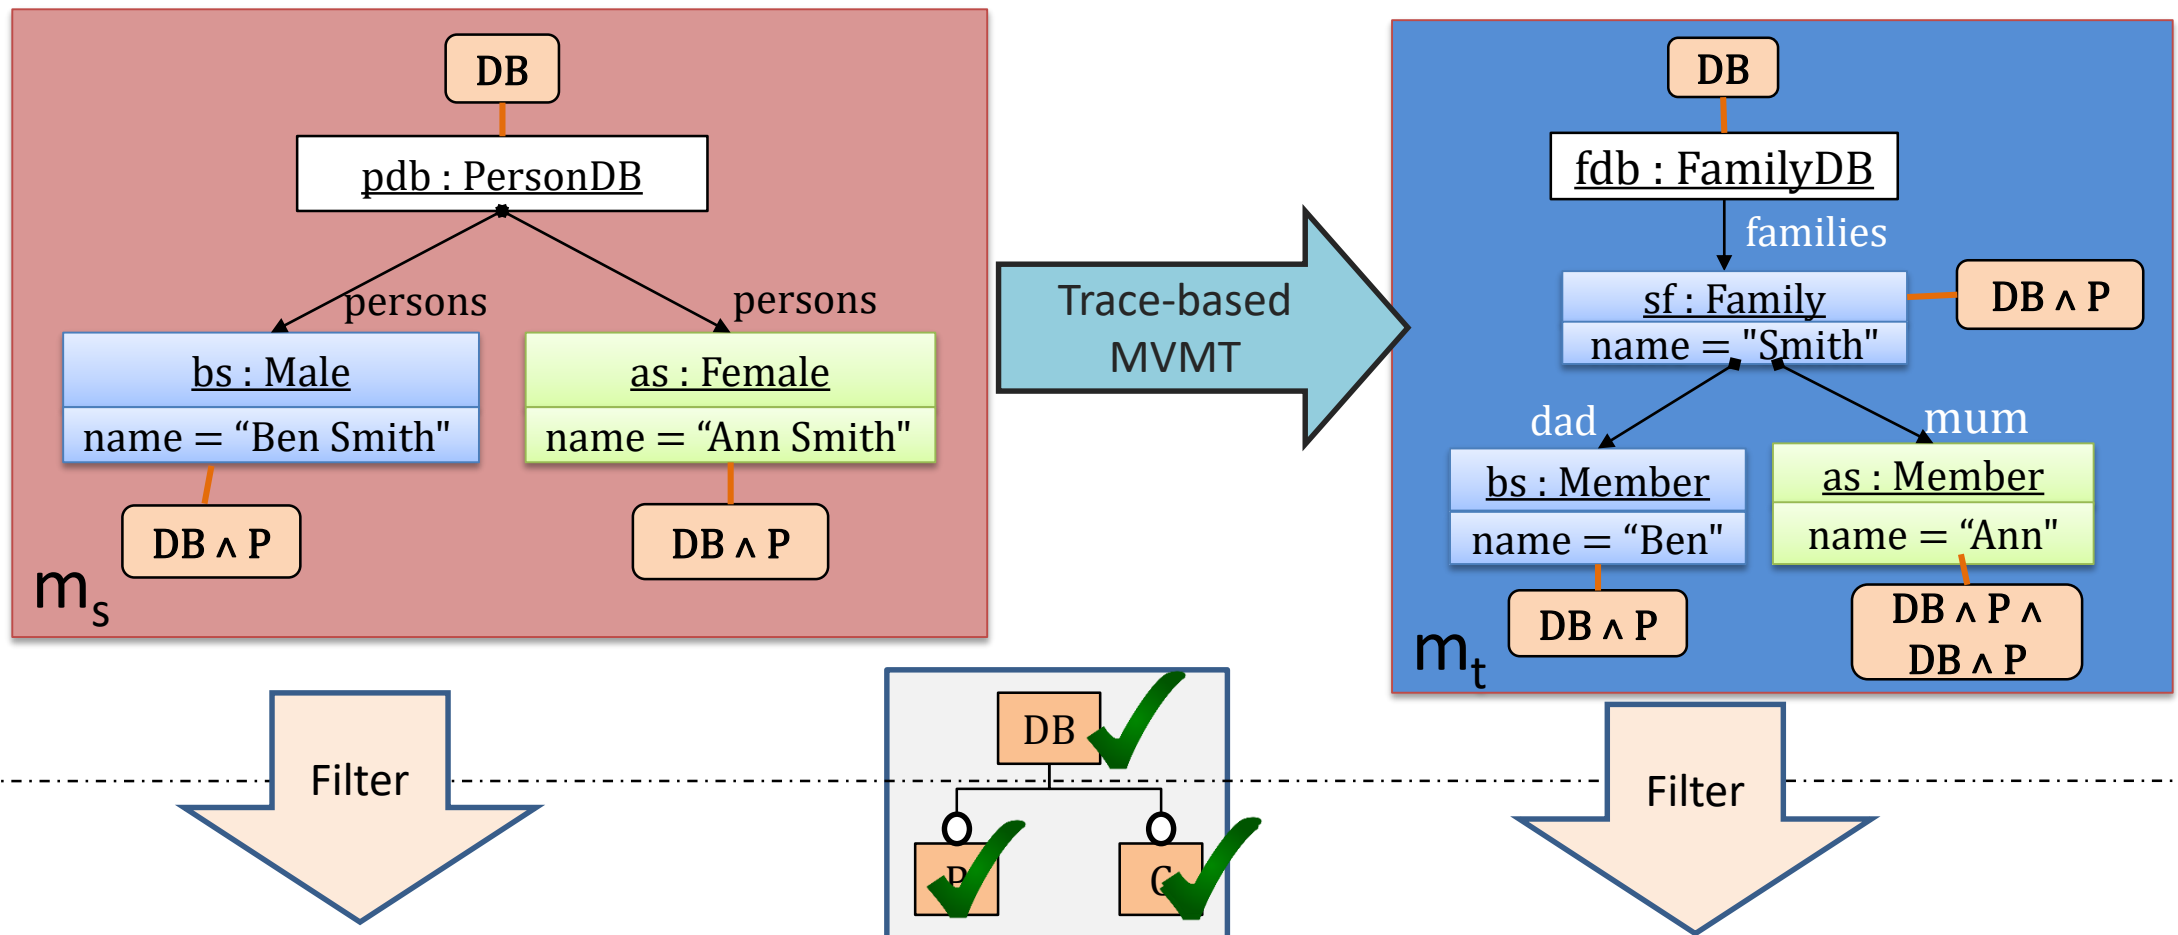 DB
pdb : PersonDB
persons
persons
bs : Male
name = “Ben Smith"
as : Female
name = “Ann Smith"
DB ∧ P
DB ∧ P
mₛ
Trace-based
MVMT
DB
fdb : FamilyDB
families
sf : Family
name = "Smith"
DB ∧ P
dad
mum
bs : Member
name = “Ben"
as : Member
name = “Ann"
DB ∧ P
DB ∧ P ∧
DB ∧ P
mₜ
Filter
DB
P
Filter